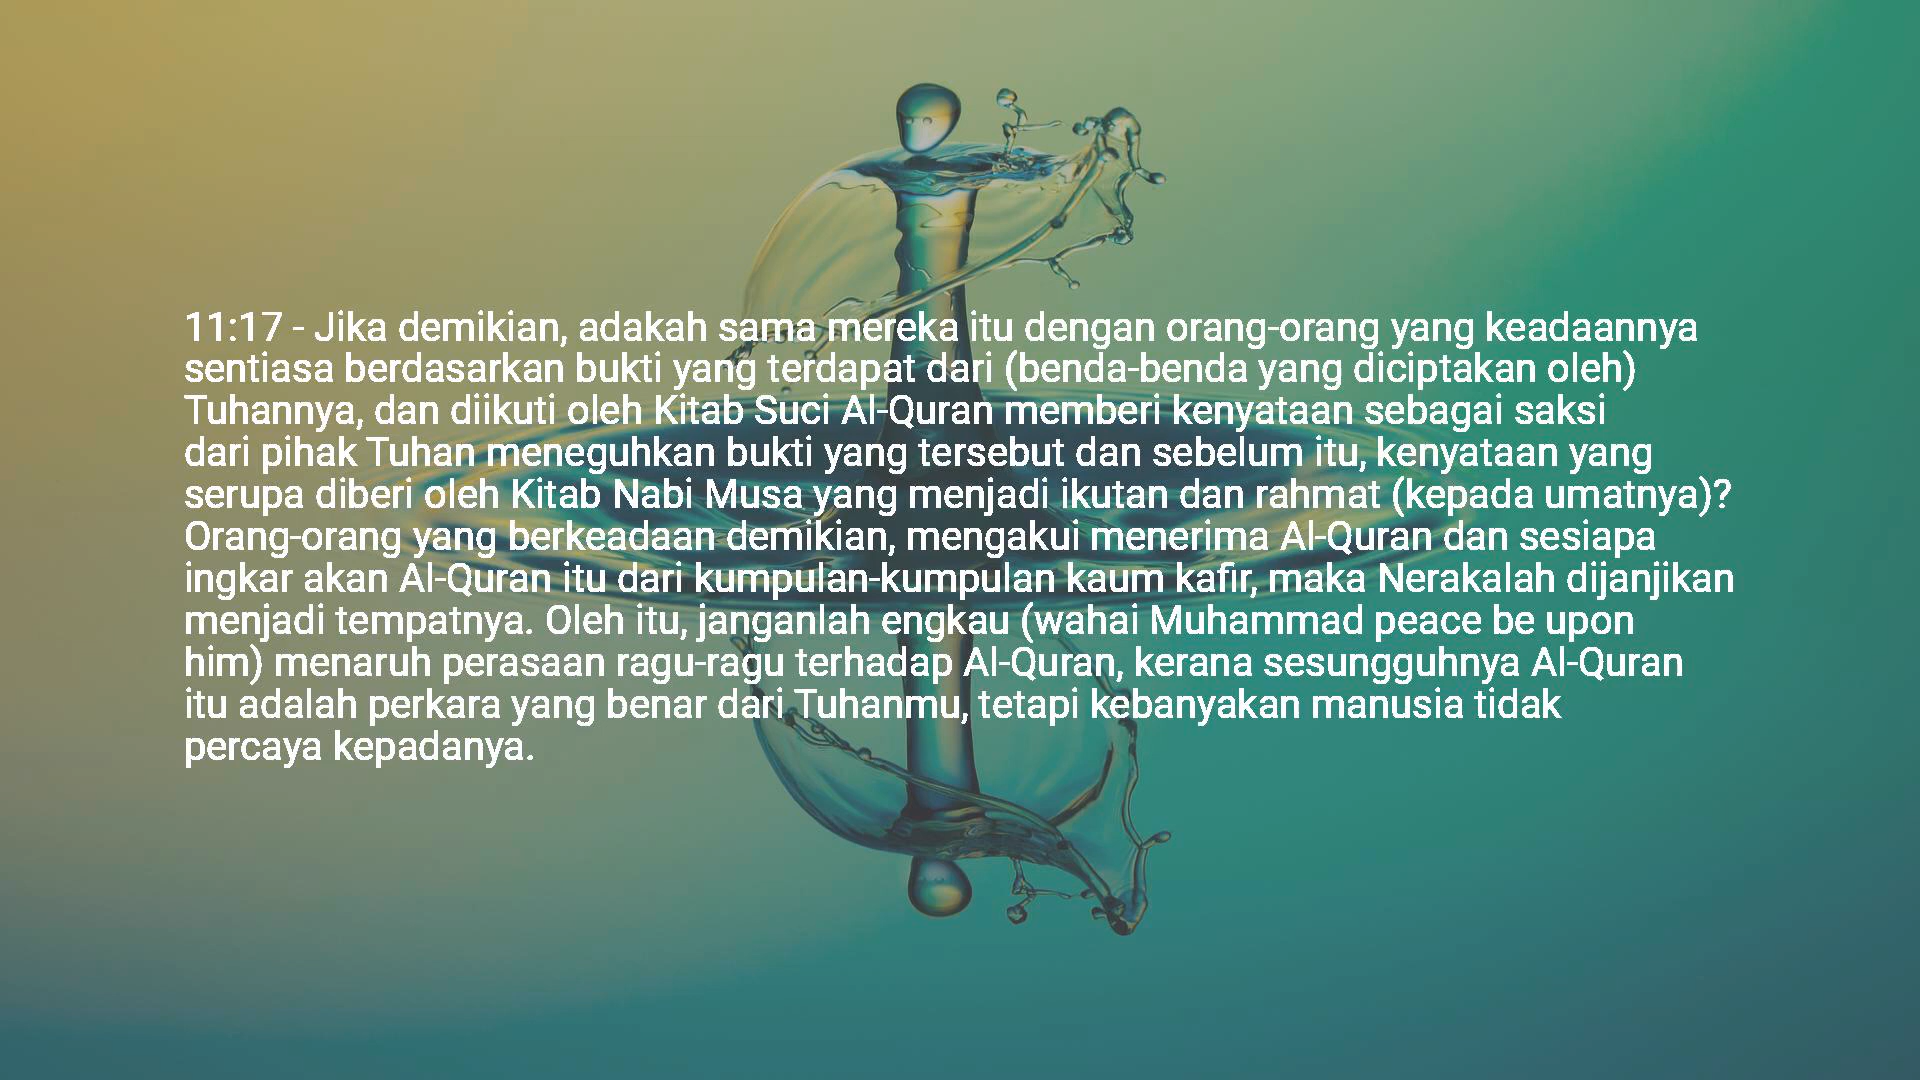 11:17 - Jika demikian, adakah sama mereka itu dengan orang-orang yang keadaannya
sentiasa berdasarkan bukti yang terdapat dari (benda-benda yang diciptakan oleh)
Tuhannya, dan diikuti oleh Kitab Suci Al-Quran memberi kenyataan sebagai saksi
dari pihak Tuhan meneguhkan bukti yang tersebut dan sebelum itu, kenyataan yang
serupa diberi oleh Kitab Nabi Musa yang menjadi ikutan dan rahmat (kepada umatnya)?
Orang-orang yang berkeadaan demikian, mengakui menerima Al-Quran dan sesiapa
ingkar akan Al-Quran itu dari kumpulan-kumpulan kaum kafir, maka Nerakalah dijanjikan
menjadi tempatnya. Oleh itu, janganlah engkau (wahai Muhammad peace be upon
him) menaruh perasaan ragu-ragu terhadap Al-Quran, kerana sesungguhnya Al-Quran
itu adalah perkara yang benar dari Tuhanmu, tetapi kebanyakan manusia tidak
percaya kepadanya.